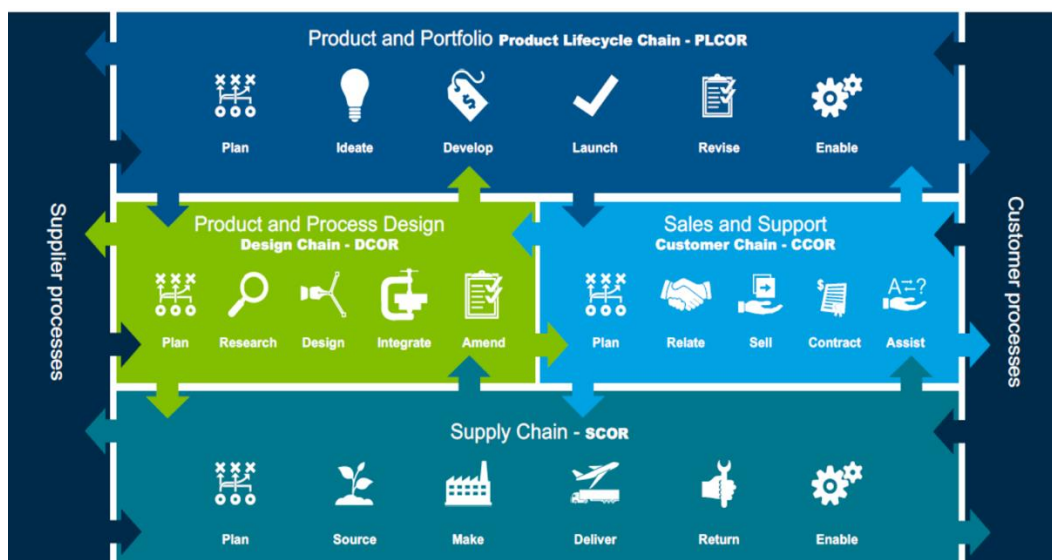 Product and Portfolio Product Lifecycle Chain - PLCOR
Plan Ideate Develop Launch Revise Enable
Supplier processes
Product and Process Design
Design Chain - DCOR
Plan Research Design Integrate Amend
Sales and Support
Customer Chain - CCOR
A=?
Plan Relate Sell Contract Assist
Customer processes
Supply Chain - SCOR
Plan Source Make Deliver Return Enable